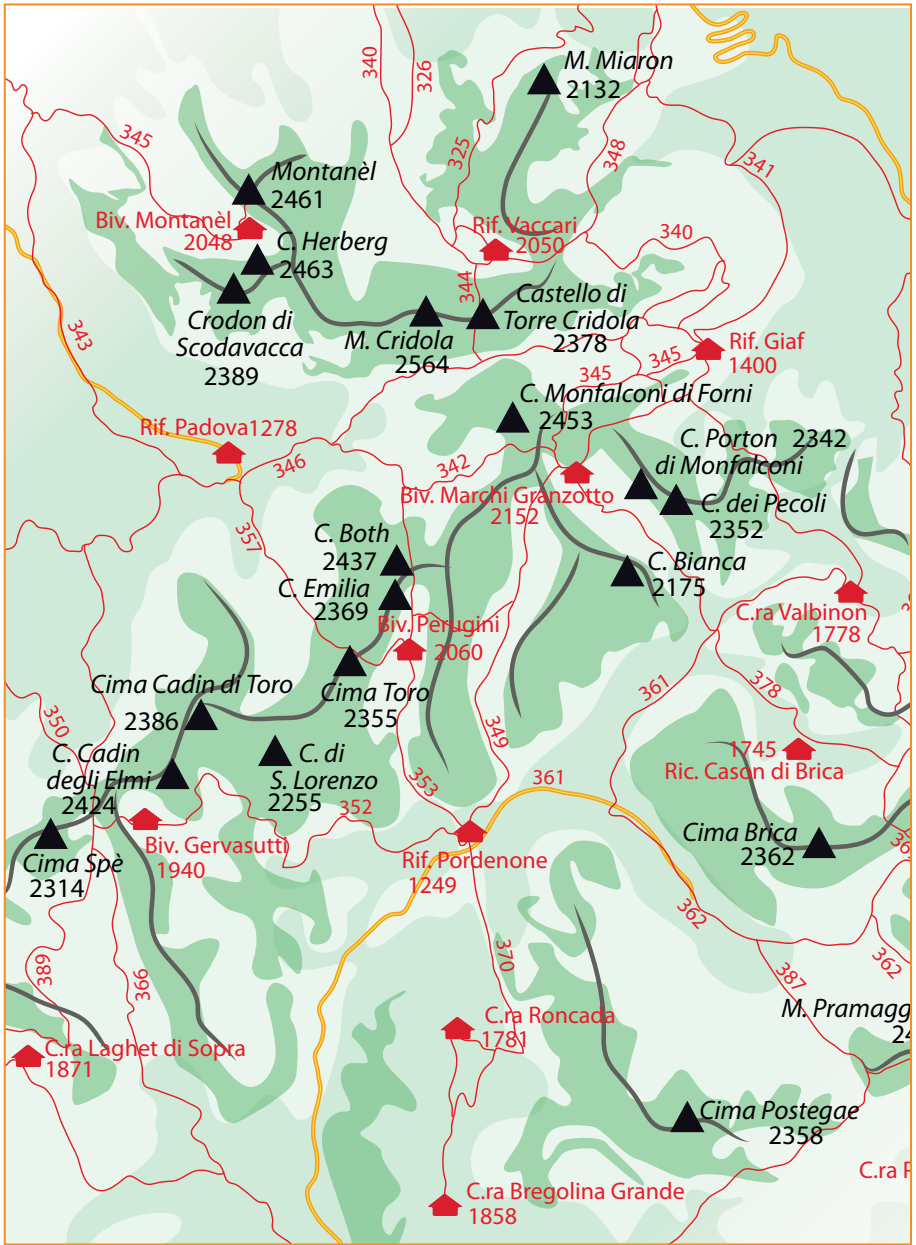 340
326
M. Miaron
2132
345
325
348
341
Montanèl
2461
Biv. Montanèl
2048
Rif. Vaccari
2050
C. Herberg
2463
340
344
Castello di
Torre Cridola
2378
Crodon di
Scodavacca
2389
M. Cridola
2564
343
Rif. Giaf
1400
345
345
C. Monfalconi di Forni
2453
Rif. Padova1278
346
342
C. Porton 2342
di Monfalconi
Biv. Marchi Granzotto
2152
C. dei Pecoli
2352
357
C. Both
2437
C. Emilia
2369
C. Bianca
2175
C.ra Valbinon
1778
Biv. Perugini
2060
Cima Cadin di Toro
2386
Cima Toro
2355
361
378
350
349
C. Cadin
degli Elmi
2424
C. di
S. Lorenzo
2255
353
361
1745
Ric. Cason di Brica
352
Biv. Gervasutti
1940
Rif. Pordenone
1249
Cima Brica
2362
Cima Spè
2314
362
362
389
366
370
387
M. Pramagg
C.ra Roncada
1781
C.ra Laghet di Sopra
1871
Cima Postegae
2358
C.ra Bregolina Grande
1858
C.ra